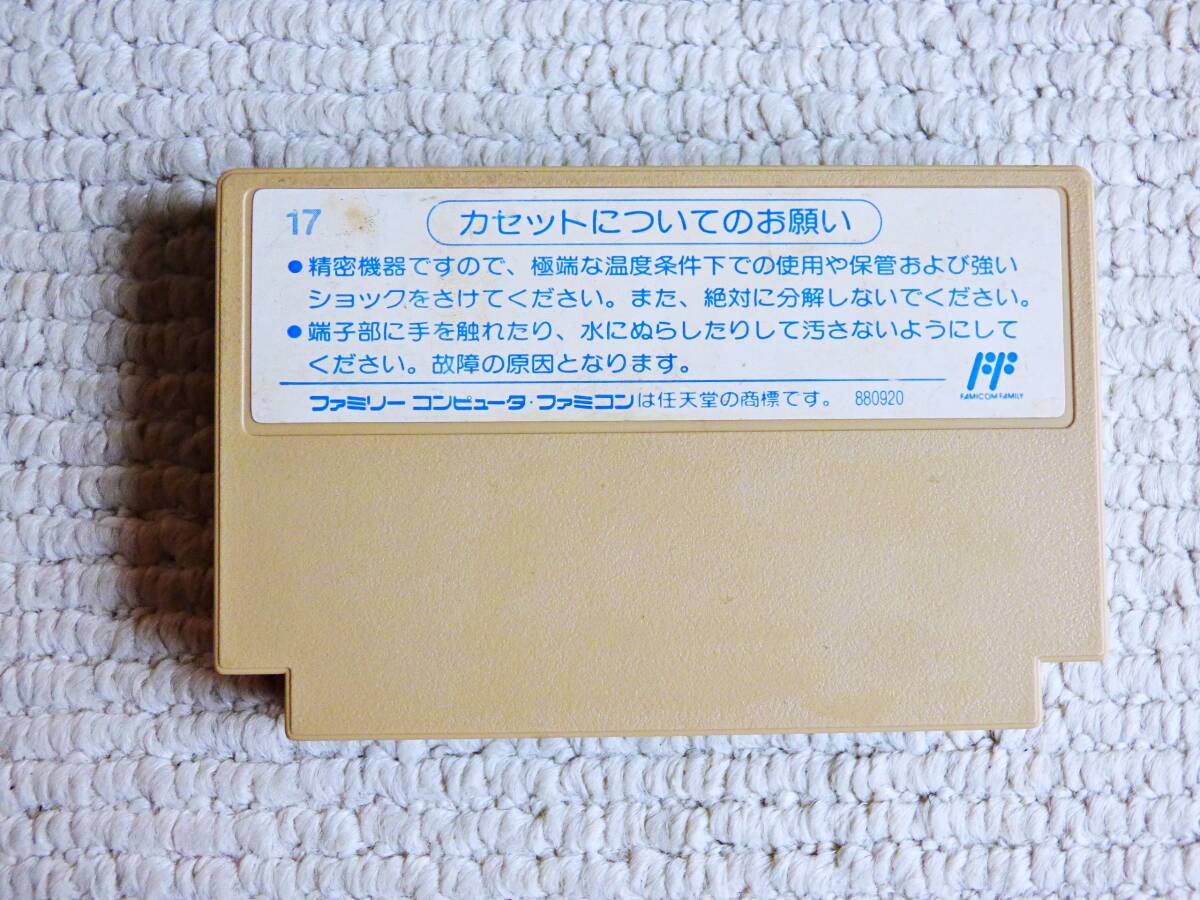 17
カセットについてのお願い
●精密機器ですので、極端な温度条件下での使用や保管および強い
ショックをさけてください。また、絶対に分解しないでください。
●端子部に手を触れたり、水にぬらしたりして汚さないようにして
ください。故障の原因となります。
FF
FAMICOM FAMILY
ファミリー コンピュータ・ファミコンは任天堂の商標です。 880920